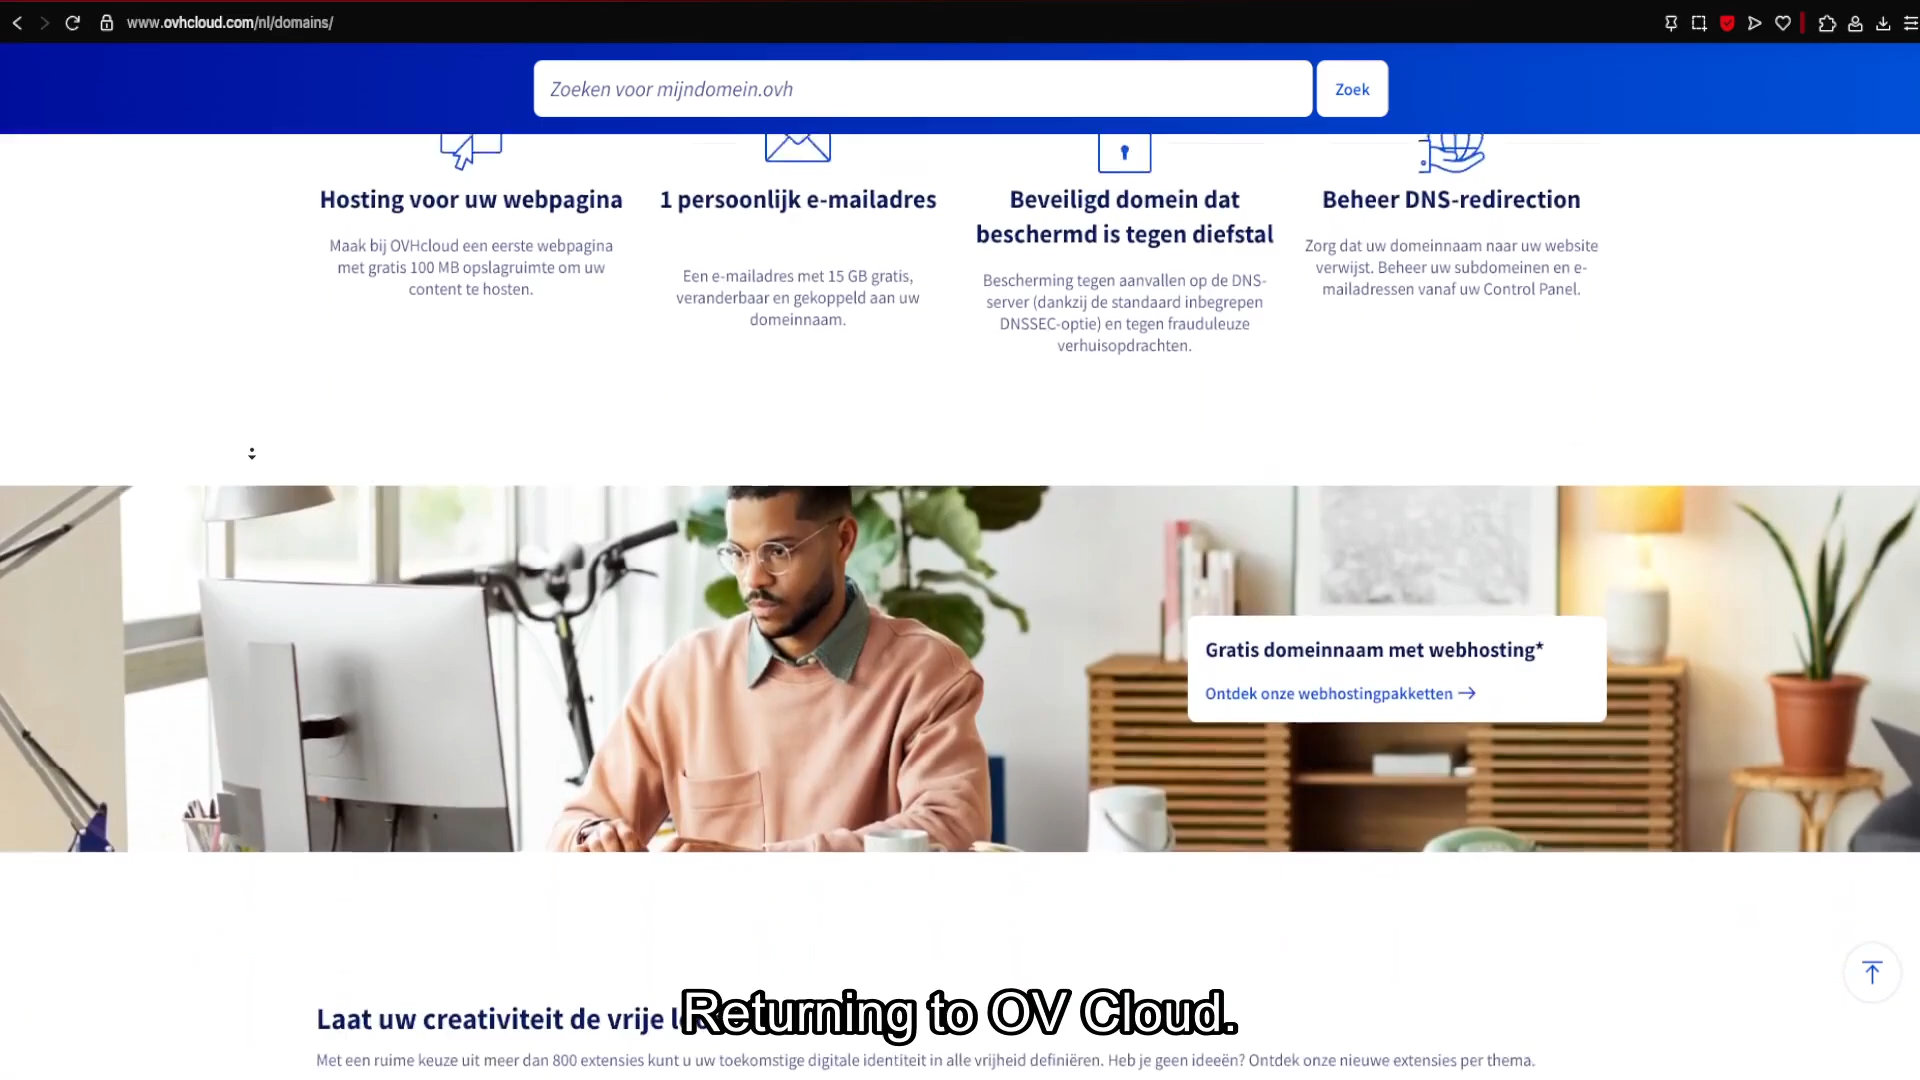 www.ovhcloud.com/nl/domains/
Zoeken voor mijndomein.ovh
Zoek
Hosting voor uw webpagina
Maak bij OVHcloud een eerste webpagina
met gratis 100 MB opslagruimte om uw
content te hosten.
1 persoonlijk e-mailadres
Een e-mailadres met 15 GB gratis,
veranderbaar en gekoppeld aan uw
domeinnaam.
Beveiligd domein dat
beschermd is tegen diefstal
Bescherming tegen aanvallen op de DNS-
server (dankzij de standaard inbegrepen
DNSSEC-optie) en tegen frauduleuze
verhuisopdrachten.
Beheer DNS-redirection
Zorg dat uw domeinnaam naar uw website
verwijst. Beheer uw subdomeinen en e-
mailadressen vanaf uw Control Panel.
Gratis domeinnaam met webhosting*
Ontdek onze webhostingpakketten
Laat uw creativiteit de vrije
Returning to OV Cloud.
Met een ruime keuze uit meer dan 800 extensies kunt u uw toekomstige digitale identiteit in alle vrijheid definiëren. Heb je geen ideeën? Ontdek onze nieuwe extensies per thema.